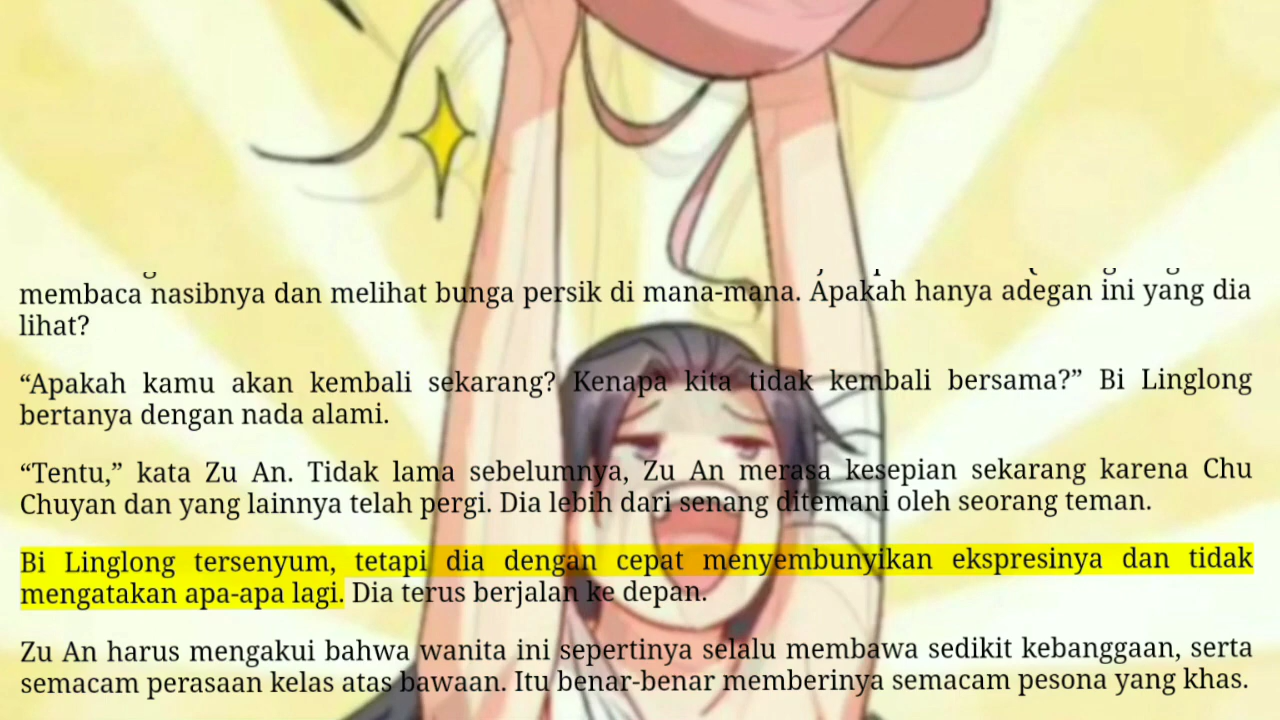 membaca nasibnya dan melihat bunga persik di mana-mana. Apakah hanya adegan ini yang dia
lihat?
“Apakah kamu akan kembali sekarang? Kenapa kita tidak kembali bersama?” Bi Linglong
bertanya dengan nada alami.
“Tentu,” kata Zu An. Tidak lama sebelumnya, Zu An merasa kesepian sekarang karena Chu
Chuyan dan yang lainnya telah pergi. Dia lebih dari senang ditemani oleh seorang teman.
Bi Linglong tersenyum, tetapi dia dengan cepat menyembunyikan ekspresinya dan tidak
mengatakan apa-apa lagi. Dia terus berjalan ke depan.
Zu An harus mengakui bahwa wanita ini sepertinya selalu membawa sedikit kebanggaan, serta
semacam perasaan kelas atas bawaan. Itu benar-benar memberinya semacam pesona yang khas.